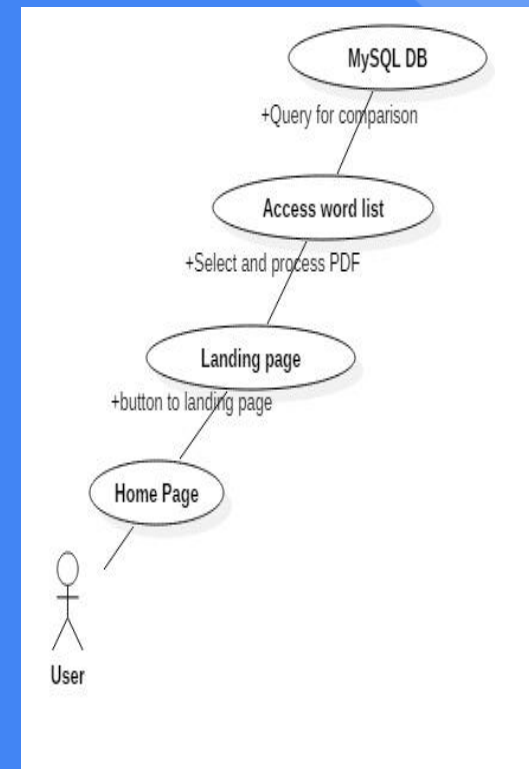 MySQL DB
+Query for comparison
Access word list
+Select and process PDF
Landing page
+button to landing page
Home Page
User